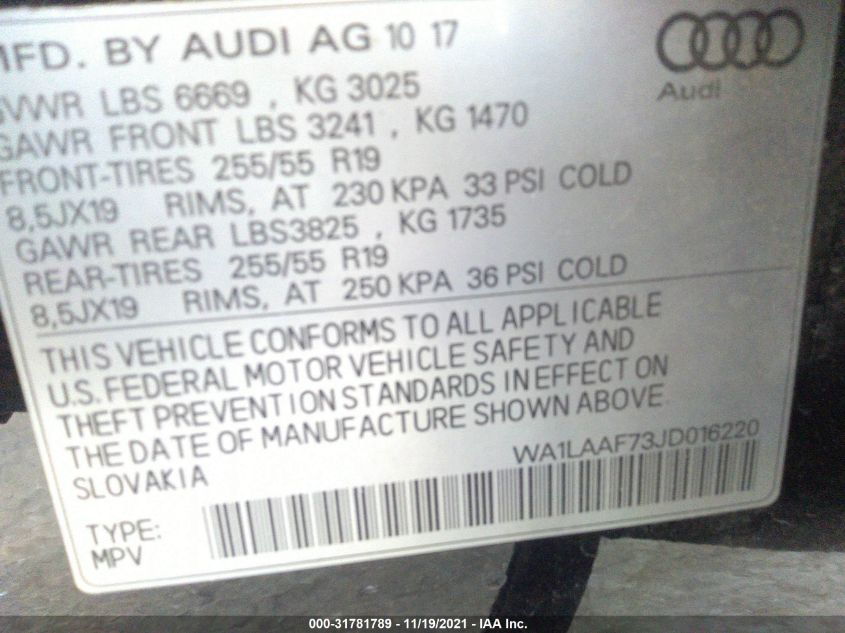 MFD. BY AUDI AG 10 17
Audi
GVWR LBS 6669 , KG 3025
GAWR FRONT LBS 3241 , KG 1470
FRONT-TIRES 255/55 R19
8,5JX19 RIMS, AT 230 KPA 33 PSI COLD
GAWR REAR LBS3825 , KG 1735
REAR-TIRES 255/55 R19
8,5JX19 RIMS, AT 250 KPA 36 PSI COLD
THIS VEHICLE CONFORMS TO ALL APPLICABLE
U.S. FEDERAL MOTOR VEHICLE SAFETY AND
THEFT PREVENTION STANDARDS IN EFFECT ON
THE DATE OF MANUFACTURE SHOWN ABOVE.
SLOVAKIA
WA1LAAF73JD016220
TYPE:
MPV
000-31781789 - 11/19/2021 - IAA Inc.